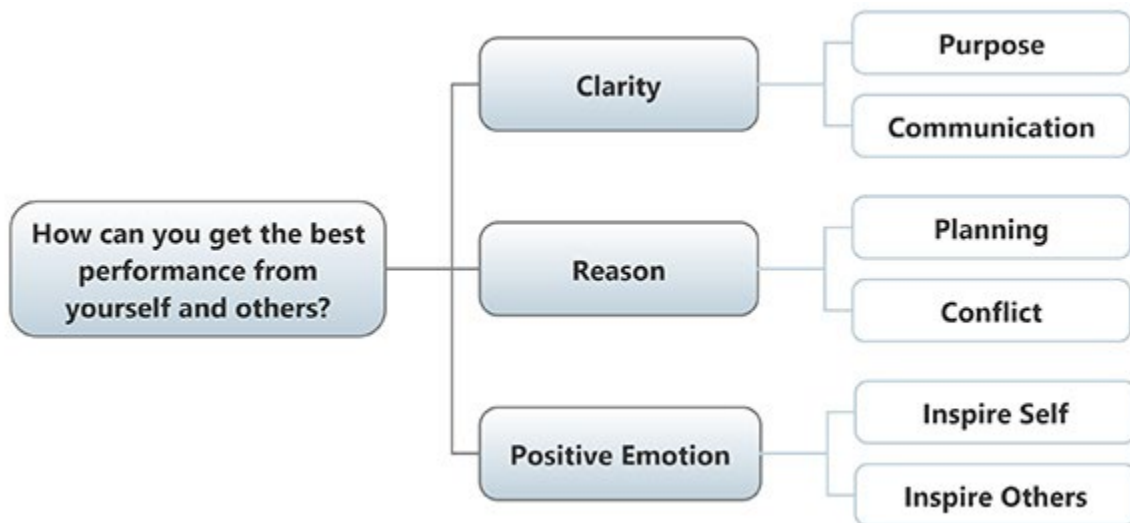 How can you get the best
performance from
yourself and others?
Clarity
Purpose
Communication
Reason
Planning
Conflict
Positive Emotion
Inspire Self
Inspire Others